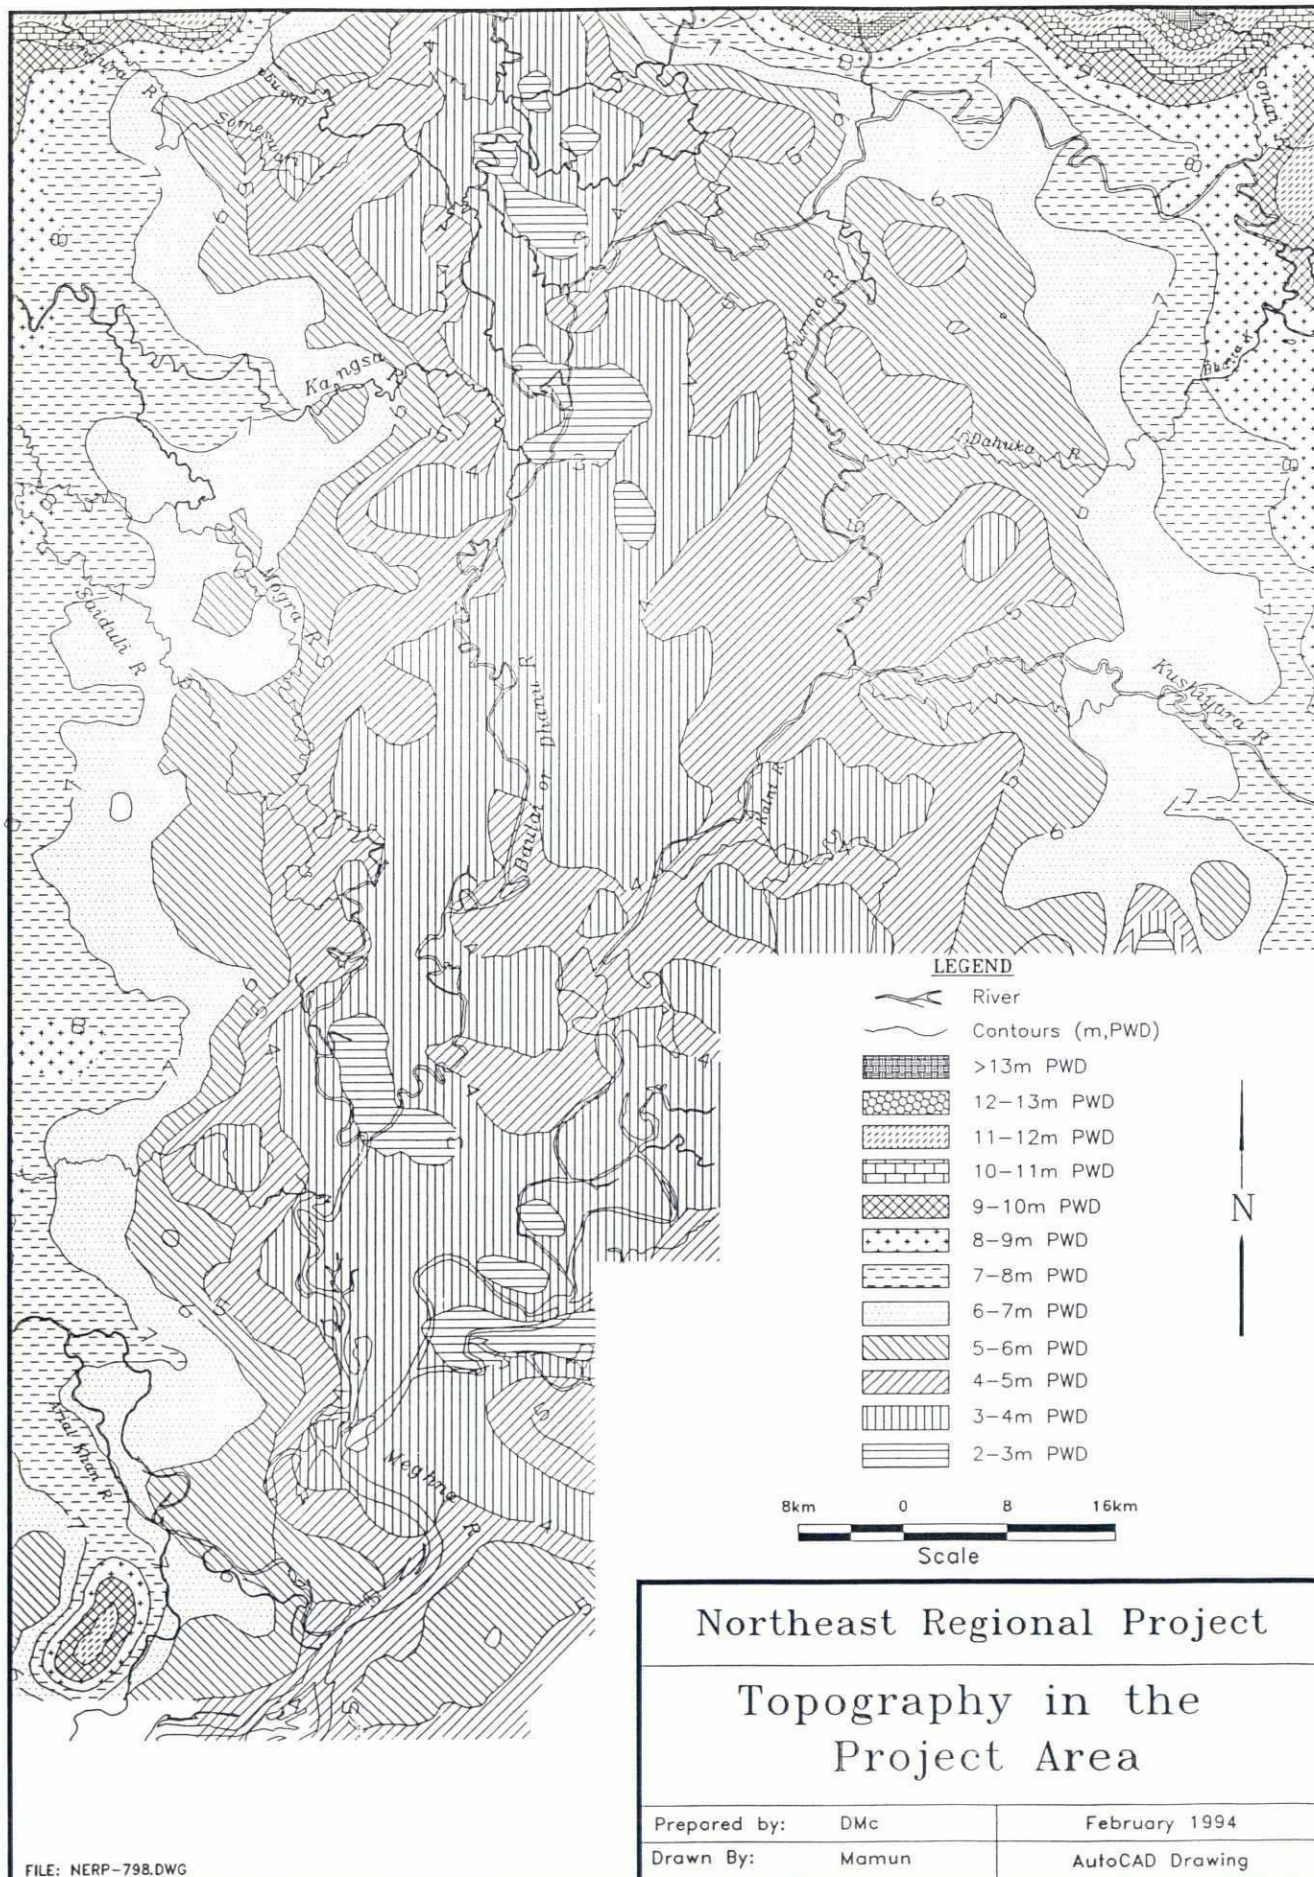 Someswari
Kangsa R
Surma R
Dahuka R
Mogra R
Saiduli R
Baulai or Dhanu R
Kushiyara R
Kalni R
Meghna R
Arial Khan R
LEGEND
River
Contours (m,PWD)
>13m PWD
12-13m PWD
11-12m PWD
10-11m PWD
9-10m PWD
8-9m PWD
7-8m PWD
6-7m PWD
5-6m PWD
4-5m PWD
3-4m PWD
2-3m PWD
N
8km 0 8 16km
Scale
Northeast Regional Project
Topography in the
Project Area
Prepared by: DMc February 1994
Drawn By: Mamun AutoCAD Drawing
FILE: NERP-798.DWG